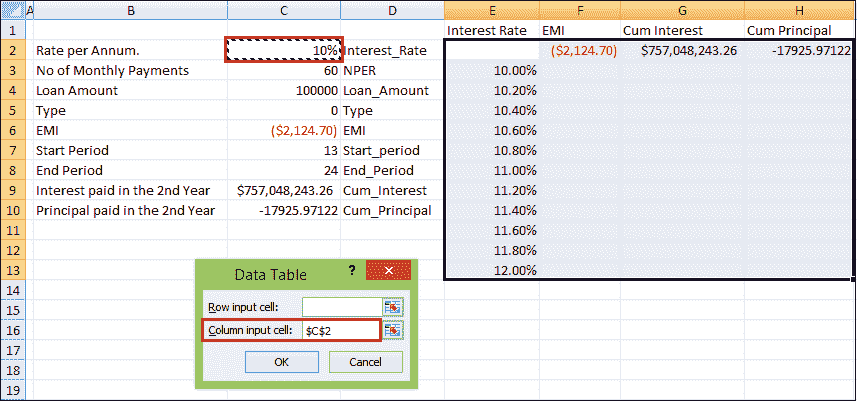 A B C D E F G H
1 Interest Rate EMI Cum Interest Cum Principal
2 Rate per Annum. 10% Interest_Rate ($2,124.70) $757,048,243.26 -17925.97122
3 No of Monthly Payments 60 NPER 10.00%
4 Loan Amount 100000 Loan_Amount 10.20%
5 Type 0 Type 10.40%
6 EMI ($2,124.70) EMI 10.60%
7 Start Period 13 Start_period 10.80%
8 End Period 24 End_Period 11.00%
9 Interest paid in the 2nd Year $757,048,243.26 Cum_Interest 11.20%
10 Principal paid in the 2nd Year -17925.97122 Cum_Principal 11.40%
11 11.60%
12 11.80%
13 12.00%
14
15
16
17
18
19
Data Table ? ×
Row input cell:
Column input cell: $C$2
OK Cancel